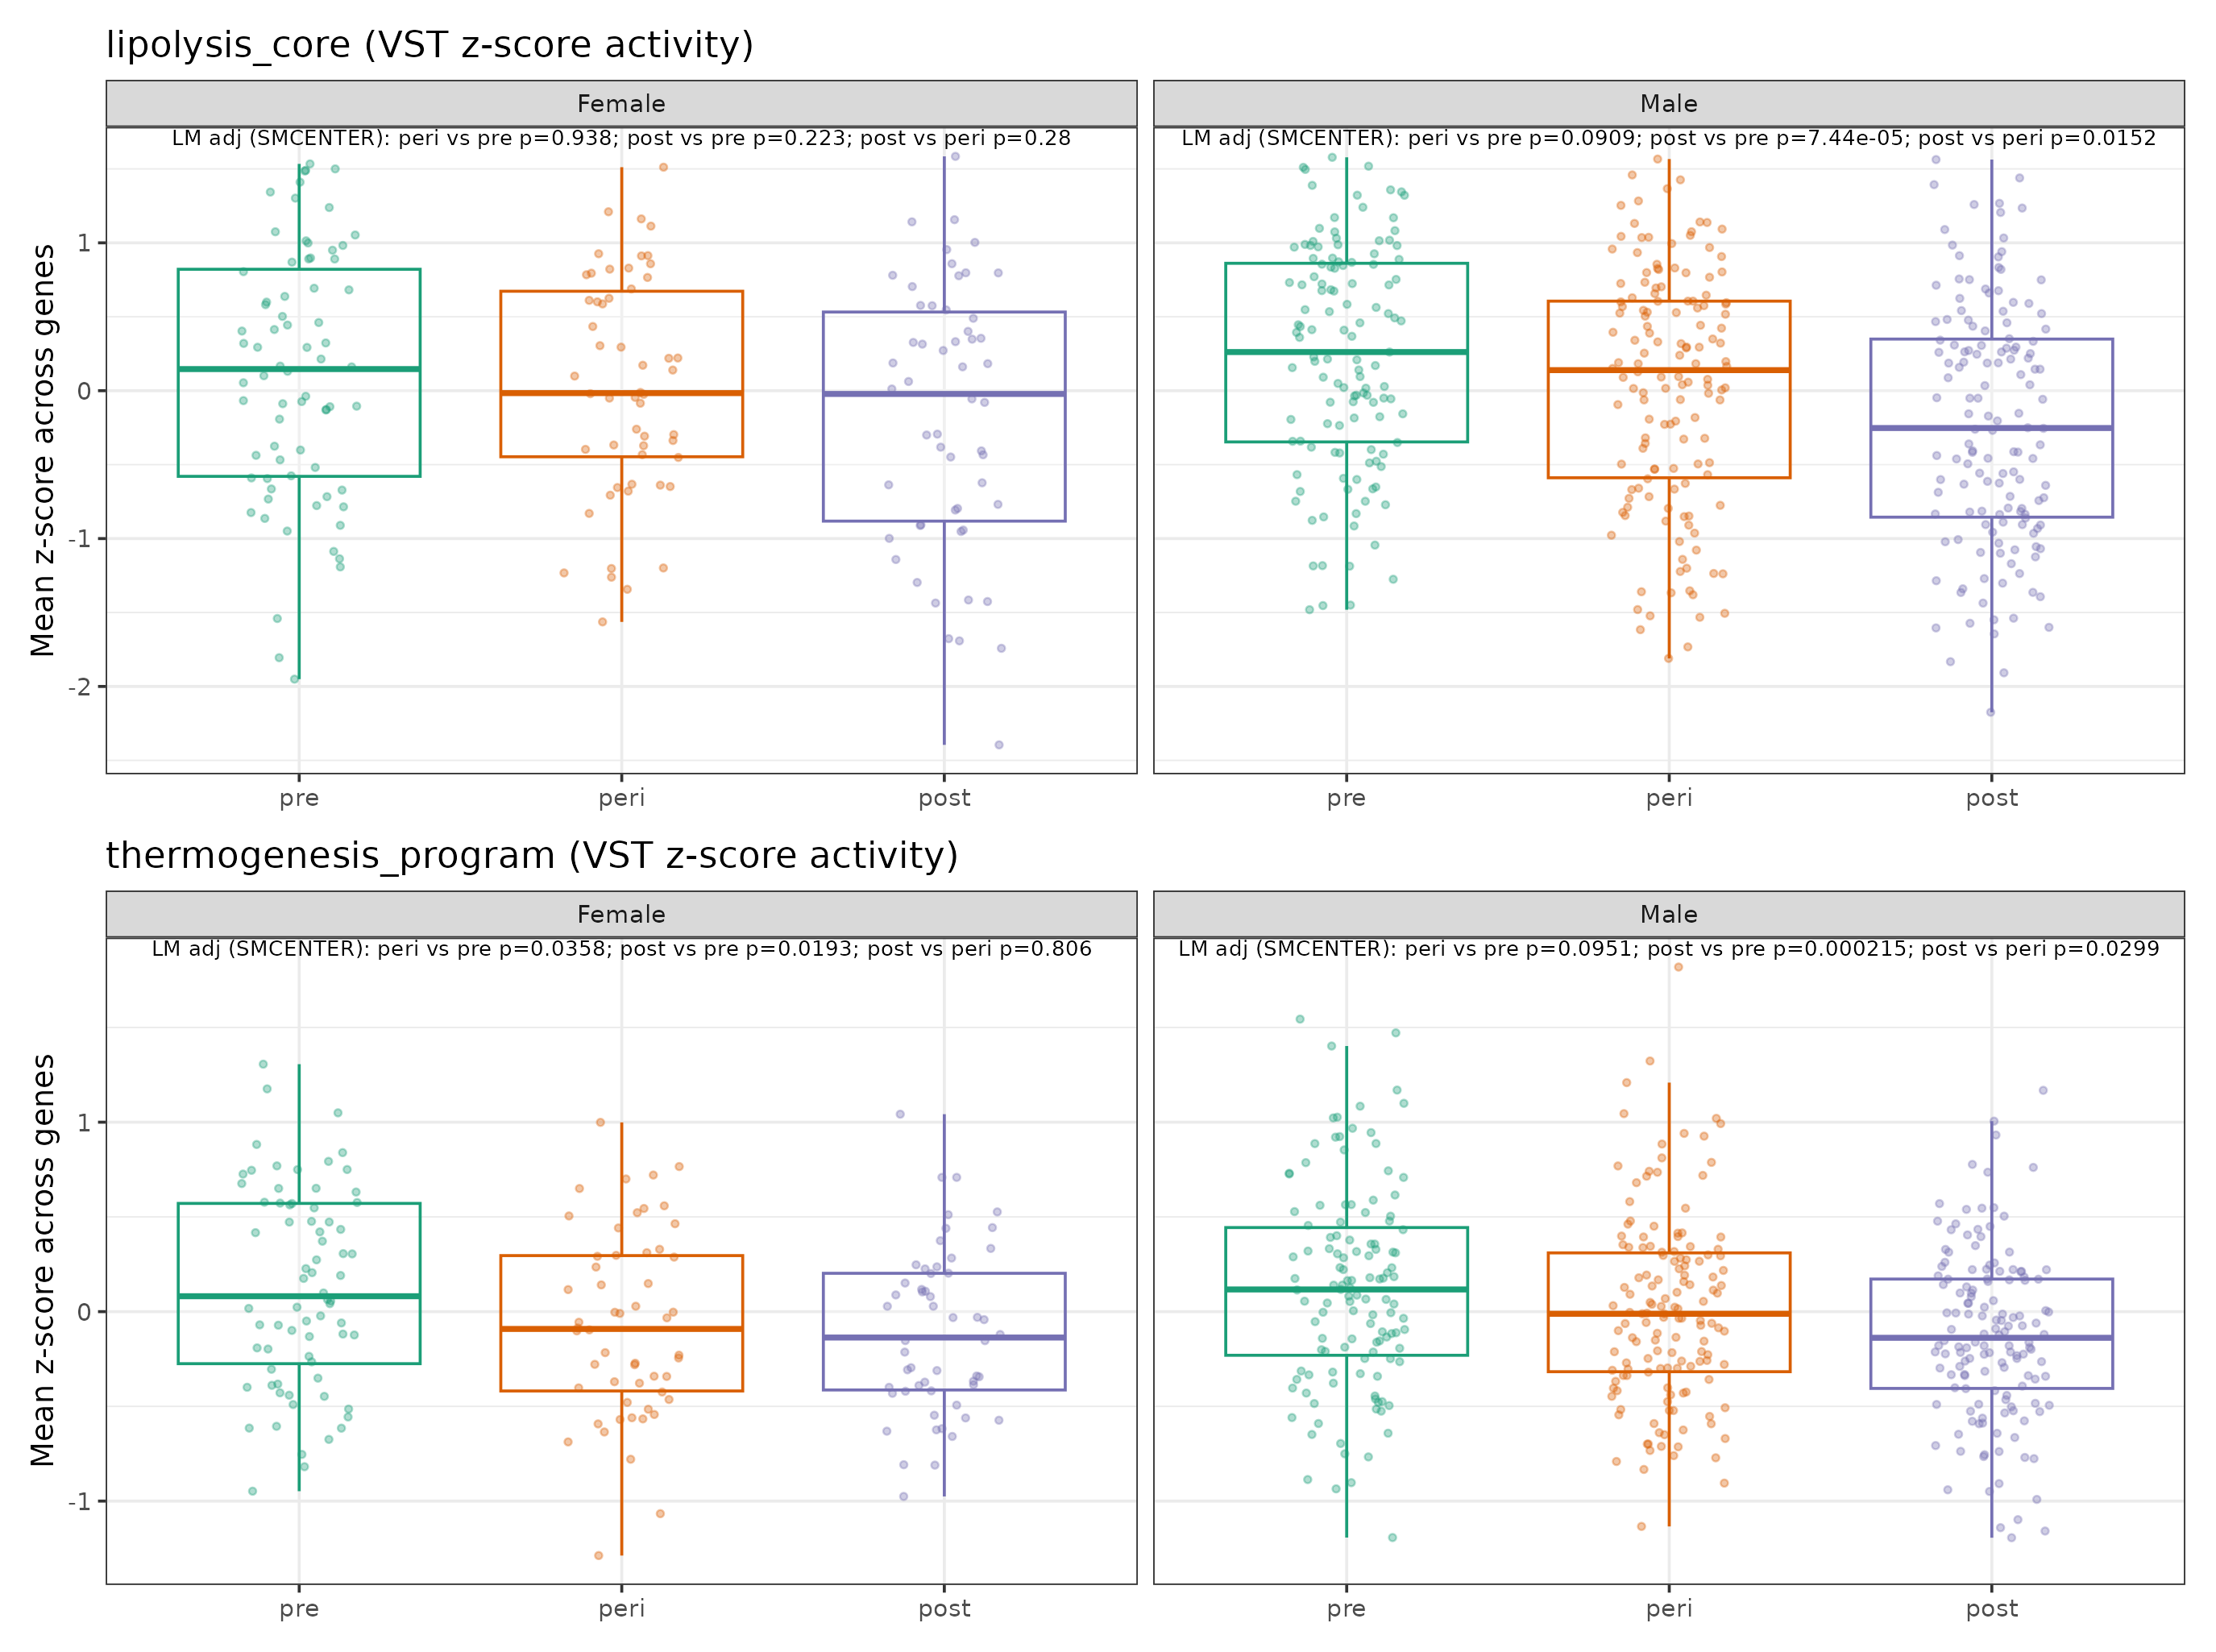 lipolysis_core (VST z-score activity)
Female
Male
LM adj (SMCENTER): peri vs pre p=0.938; post vs pre p=0.223; post vs peri p=0.28
LM adj (SMCENTER): peri vs pre p=0.0909; post vs pre p=7.44e-05; post vs peri p=0.0152
Mean z-score across genes
1
0
-1
-2
pre
peri
post
pre
peri
post
thermogenesis_program (VST z-score activity)
Female
Male
LM adj (SMCENTER): peri vs pre p=0.0358; post vs pre p=0.0193; post vs peri p=0.806
LM adj (SMCENTER): peri vs pre p=0.0951; post vs pre p=0.000215; post vs peri p=0.0299
Mean z-score across genes
1
0
-1
pre
peri
post
pre
peri
post